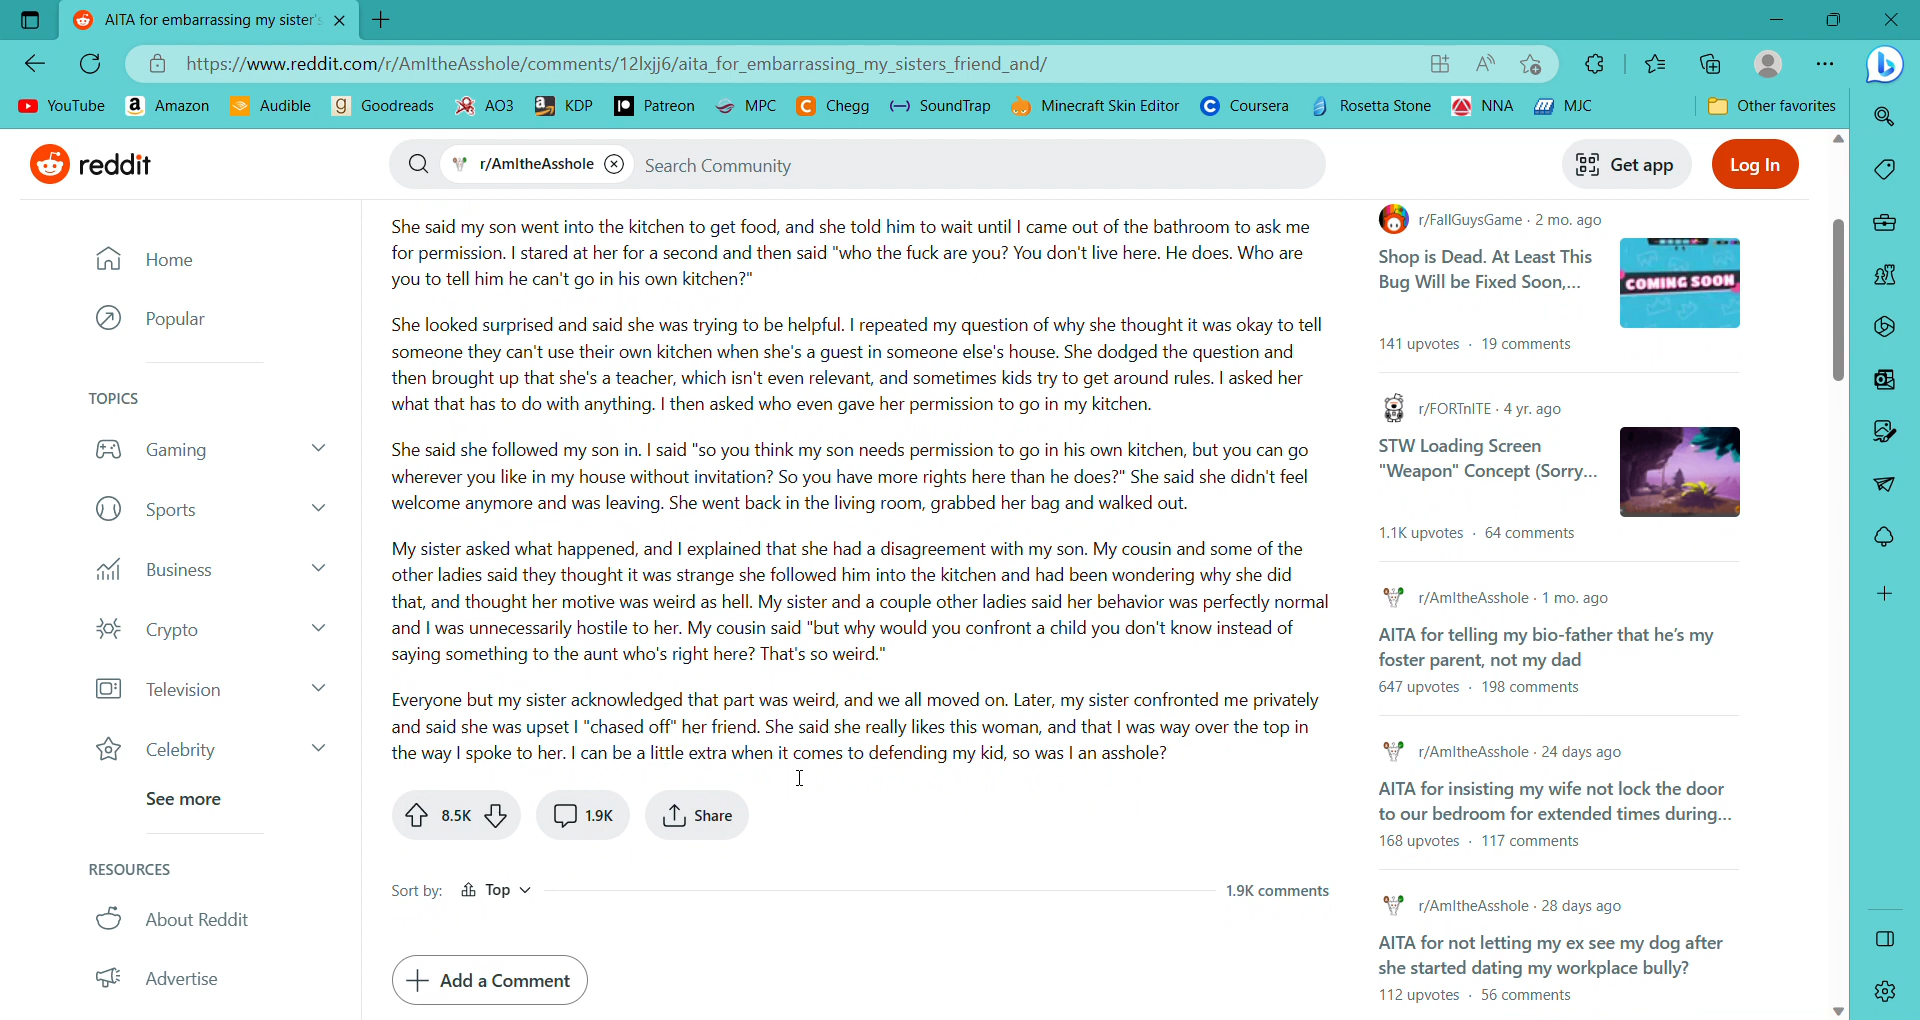 AITA for embarrassing my sister's
https://www.reddit.com/r/AmItheAsshole/comments/12lxjj6/aita_for_embarrassing_my_sisters_friend_and/
YouTube Amazon Audible Goodreads AO3 KDP Patreon MPC Chegg SoundTrap Minecraft Skin Editor Coursera Rosetta Stone NNA MJC Other favorites
reddit r/AmItheAsshole Search Community Get app Log In
Home
Popular
TOPICS
Gaming
Sports
Business
Crypto
Television
Celebrity
See more
RESOURCES
About Reddit
Advertise
She said my son went into the kitchen to get food, and she told him to wait until I came out of the bathroom to ask me
for permission. I stared at her for a second and then said "who the fuck are you? You don't live here. He does. Who are
you to tell him he can't go in his own kitchen?"
She looked surprised and said she was trying to be helpful. I repeated my question of why she thought it was okay to tell
someone they can't use their own kitchen when she's a guest in someone else's house. She dodged the question and
then brought up that she's a teacher, which isn't even relevant, and sometimes kids try to get around rules. I asked her
what that has to do with anything. I then asked who even gave her permission to go in my kitchen.
She said she followed my son in. I said "so you think my son needs permission to go in his own kitchen, but you can go
wherever you like in my house without invitation? So you have more rights here than he does?" She said she didn't feel
welcome anymore and was leaving. She went back in the living room, grabbed her bag and walked out.
My sister asked what happened, and I explained that she had a disagreement with my son. My cousin and some of the
other ladies said they thought it was strange she followed him into the kitchen and had been wondering why she did
that, and thought her motive was weird as hell. My sister and a couple other ladies said her behavior was perfectly normal
and I was unnecessarily hostile to her. My cousin said "but why would you confront a child you don't know instead of
saying something to the aunt who's right here? That's so weird."
Everyone but my sister acknowledged that part was weird, and we all moved on. Later, my sister confronted me privately
and said she was upset I "chased off" her friend. She said she really likes this woman, and that I was way over the top in
the way I spoke to her. I can be a little extra when it comes to defending my kid, so was I an asshole?
8.5K 1.9K Share
Sort by: Top 1.9K comments
Add a Comment
r/FallGuysGame · 2 mo. ago
Shop is Dead. At Least This
Bug Will be Fixed Soon,...
COMING SOON
141 upvotes · 19 comments
r/FORTnITE · 4 yr. ago
STW Loading Screen
"Weapon" Concept (Sorry...
1.1K upvotes · 64 comments
r/AmItheAsshole · 1 mo. ago
AITA for telling my bio-father that he's my
foster parent, not my dad
647 upvotes · 198 comments
r/AmItheAsshole · 24 days ago
AITA for insisting my wife not lock the door
to our bedroom for extended times during...
168 upvotes · 117 comments
r/AmItheAsshole · 28 days ago
AITA for not letting my ex see my dog after
she started dating my workplace bully?
112 upvotes · 56 comments